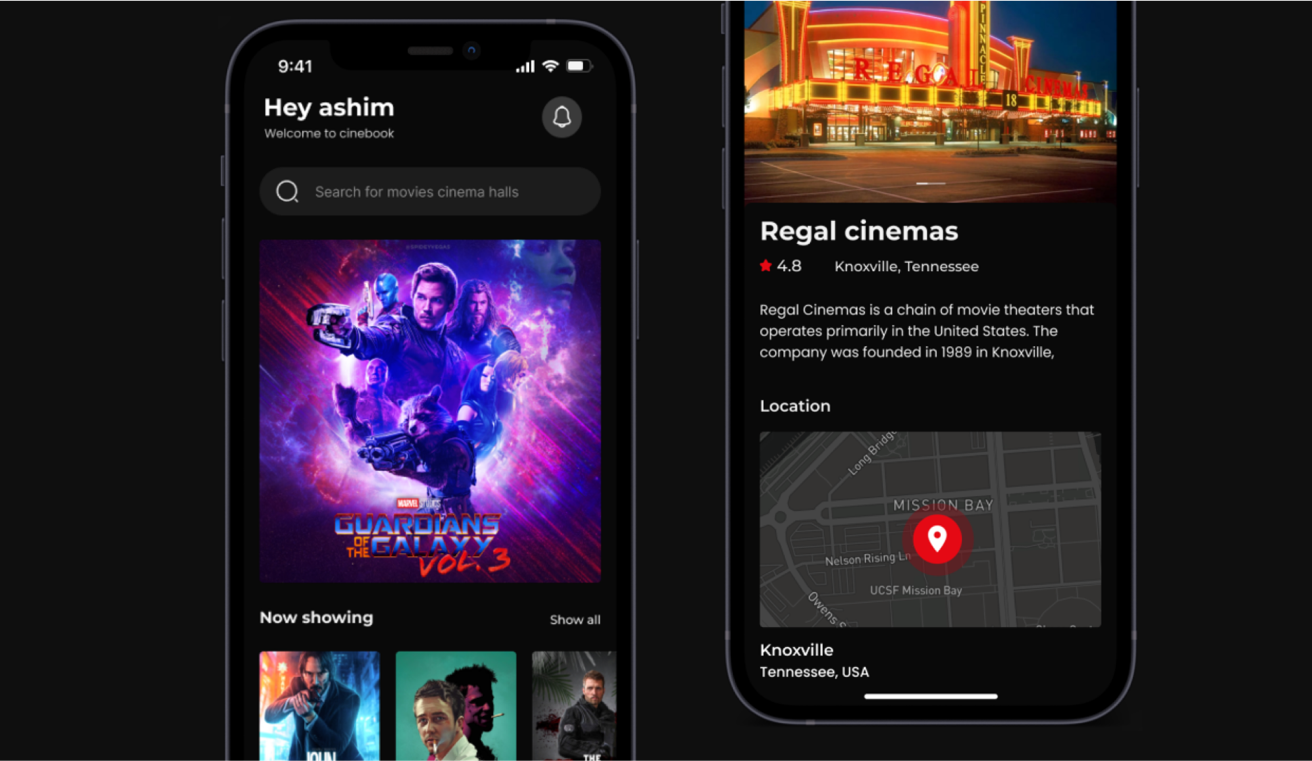 9:41
Hey ashim
Welcome to cinebook
Search for movies cinema halls
MARVEL STUDIOS
GUARDIANS
OF THE
GALAXY
VOL. 3
Now showing
Show all
JOHN
THE
PINNACLE
REGAL CINEMAS
18
Regal cinemas
4.8
Knoxville, Tennessee
Regal Cinemas is a chain of movie theaters that
operates primarily in the United States. The
company was founded in 1989 in Knoxville,
Location
Long Bridge
MISSION BAY
Nelson Rising Ln
UCSF Mission Bay
Owens S
Knoxville
Tennessee, USA